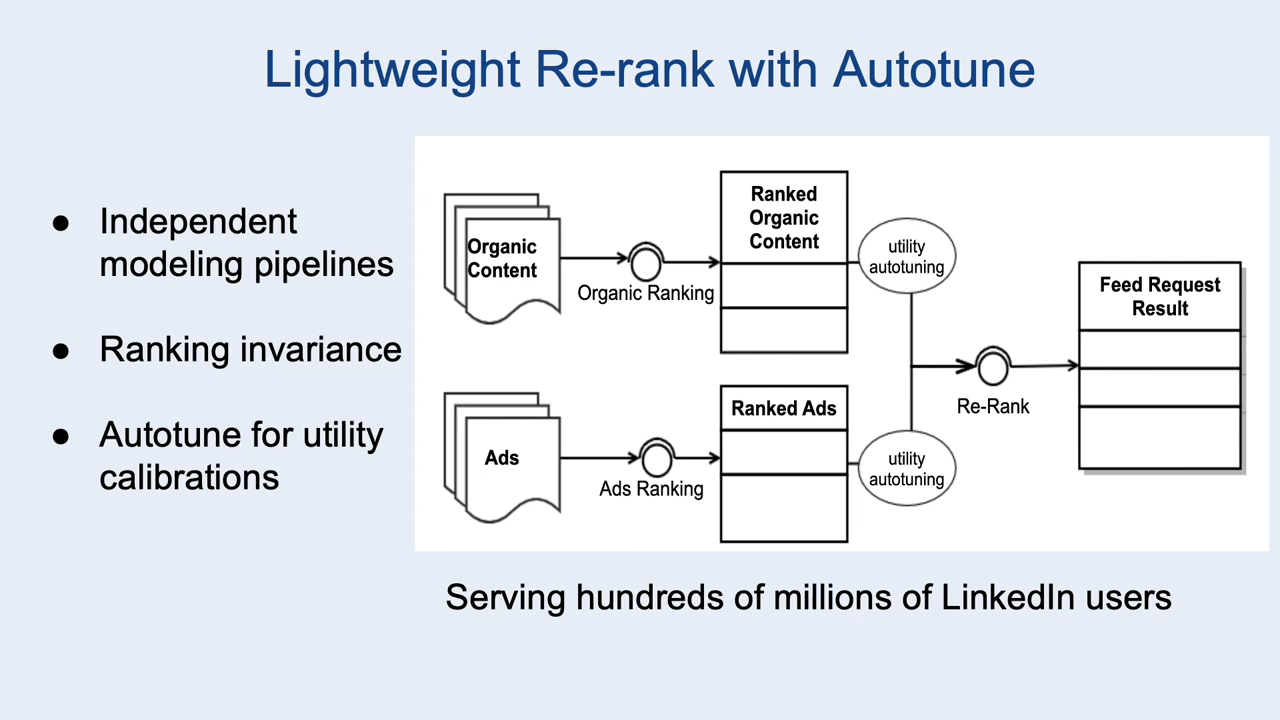 Lightweight Re-rank with Autotune
● Independent
modeling pipelines
● Ranking invariance
● Autotune for utility
calibrations
Organic
Content
Organic Ranking
Ranked
Organic
Content
utility
autotuning
Ads
Ads Ranking
Ranked Ads
utility
autotuning
Re-Rank
Feed Request
Result
Serving hundreds of millions of LinkedIn users